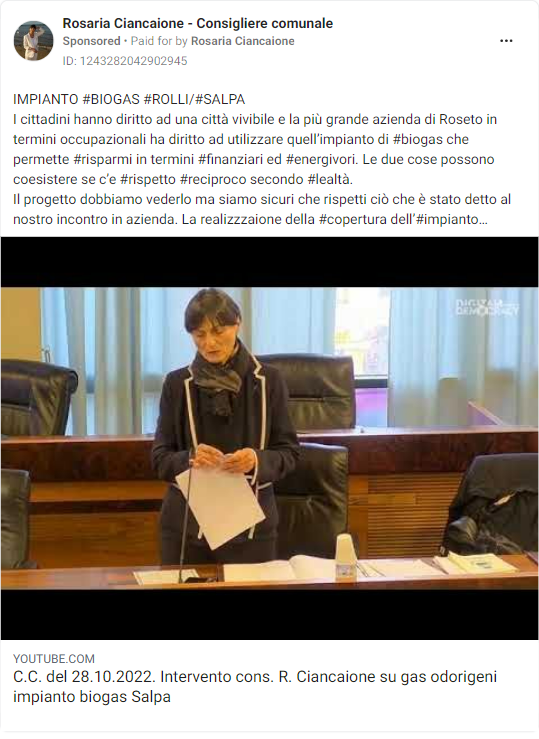 Rosaria Ciancaione - Consigliere comunale
Sponsored • Paid for by Rosaria Ciancaione
ID: 1243282042902945
IMPIANTO #BIOGAS #ROLLI/#SALPA
I cittadini hanno diritto ad una città vivibile e la più grande azienda di Roseto in
termini occupazionali ha diritto ad utilizzare quell'impianto di #biogas che
permette #risparmi in termini #finanziari ed #energivori. Le due cose possono
coesistere se c'e #rispetto #reciproco secondo #lealtà.
Il progetto dobbiamo vederlo ma siamo sicuri che rispetti ciò che è stato detto al
nostro incontro in azienda. La realizzzaione della #copertura dell'#impianto...
DIGITAL
DEMOCRACY
YOUTUBE.COM
C.C. del 28.10.2022. Intervento cons. R. Ciancaione su gas odorigeni
impianto biogas Salpa